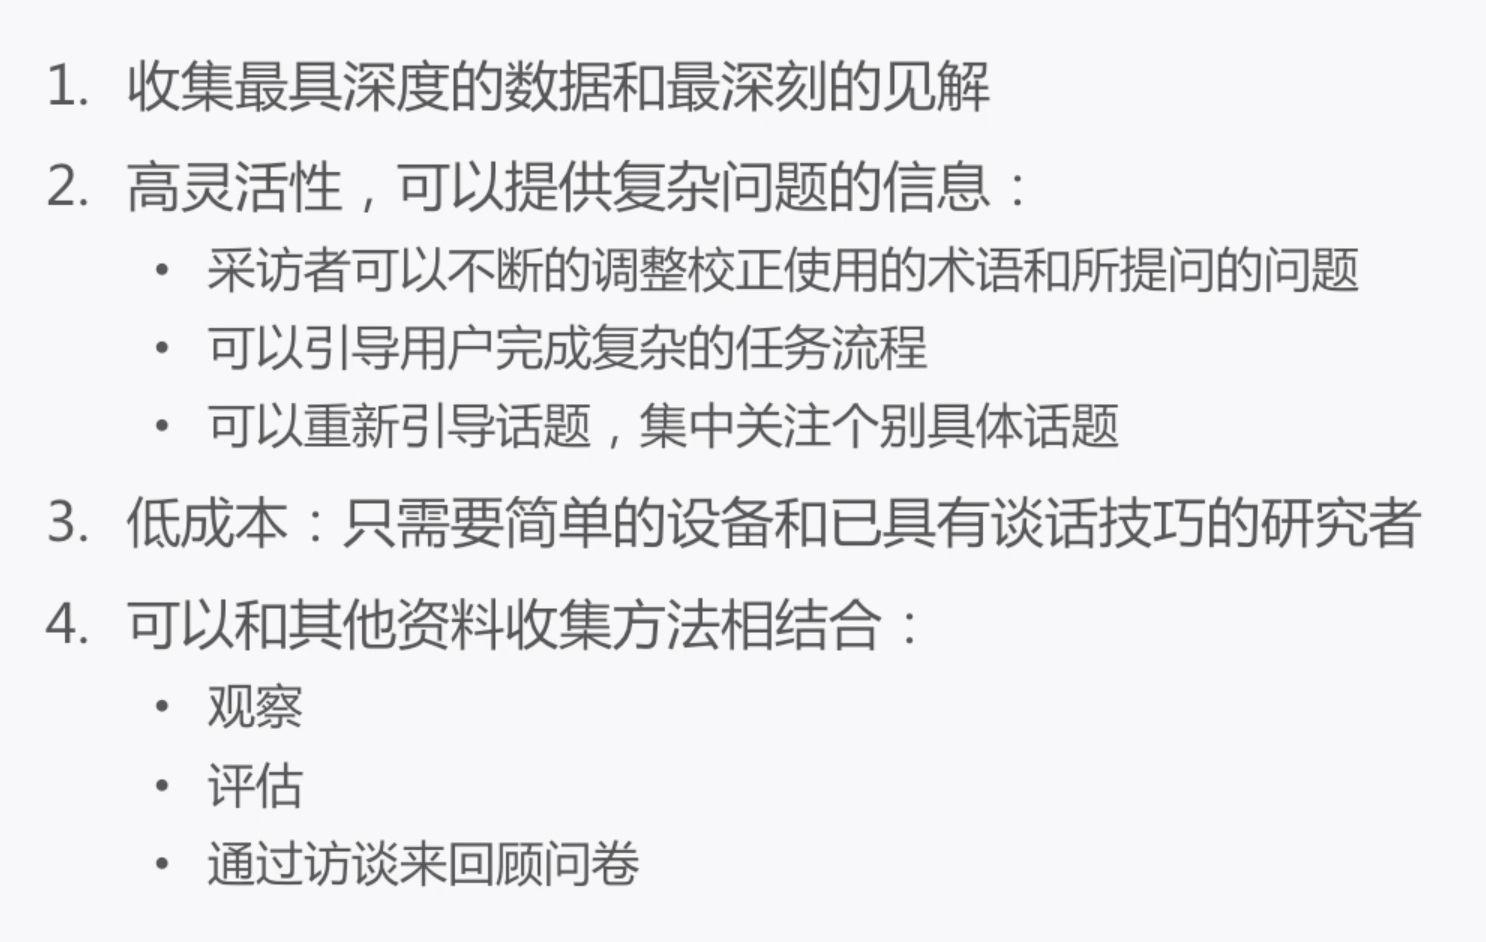 1. 收集最具深度的数据和最深刻的见解
2. 高灵活性，可以提供复杂问题的信息：
• 采访者可以不断的调整校正使用的术语和所提问的问题
• 可以引导用户完成复杂的任务流程
• 可以重新引导话题，集中关注个别具体话题
3. 低成本：只需要简单的设备和已具有谈话技巧的研究者
4. 可以和其他资料收集方法相结合：
• 观察
• 评估
• 通过访谈来回顾问卷